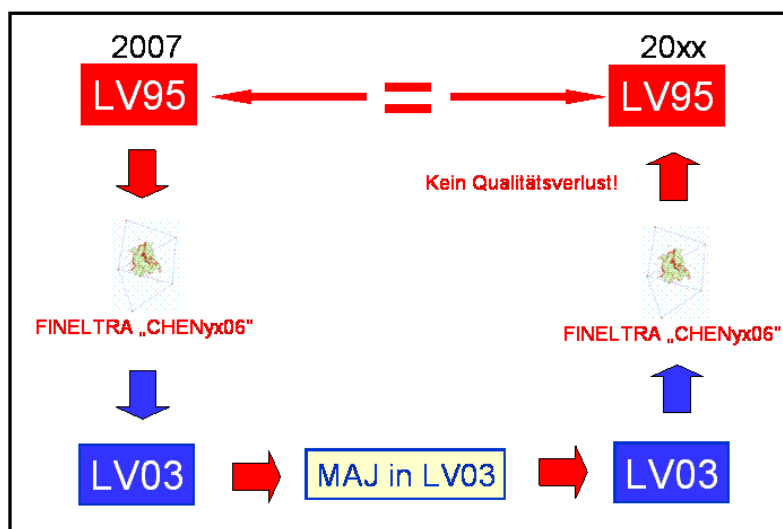 2007
20xx
LV95
=
LV95
Kein Qualitätsverlust!
FINELTRA „CHENyx06"
FINELTRA „CHENyx06"
LV03
MAJ in LV03
LV03